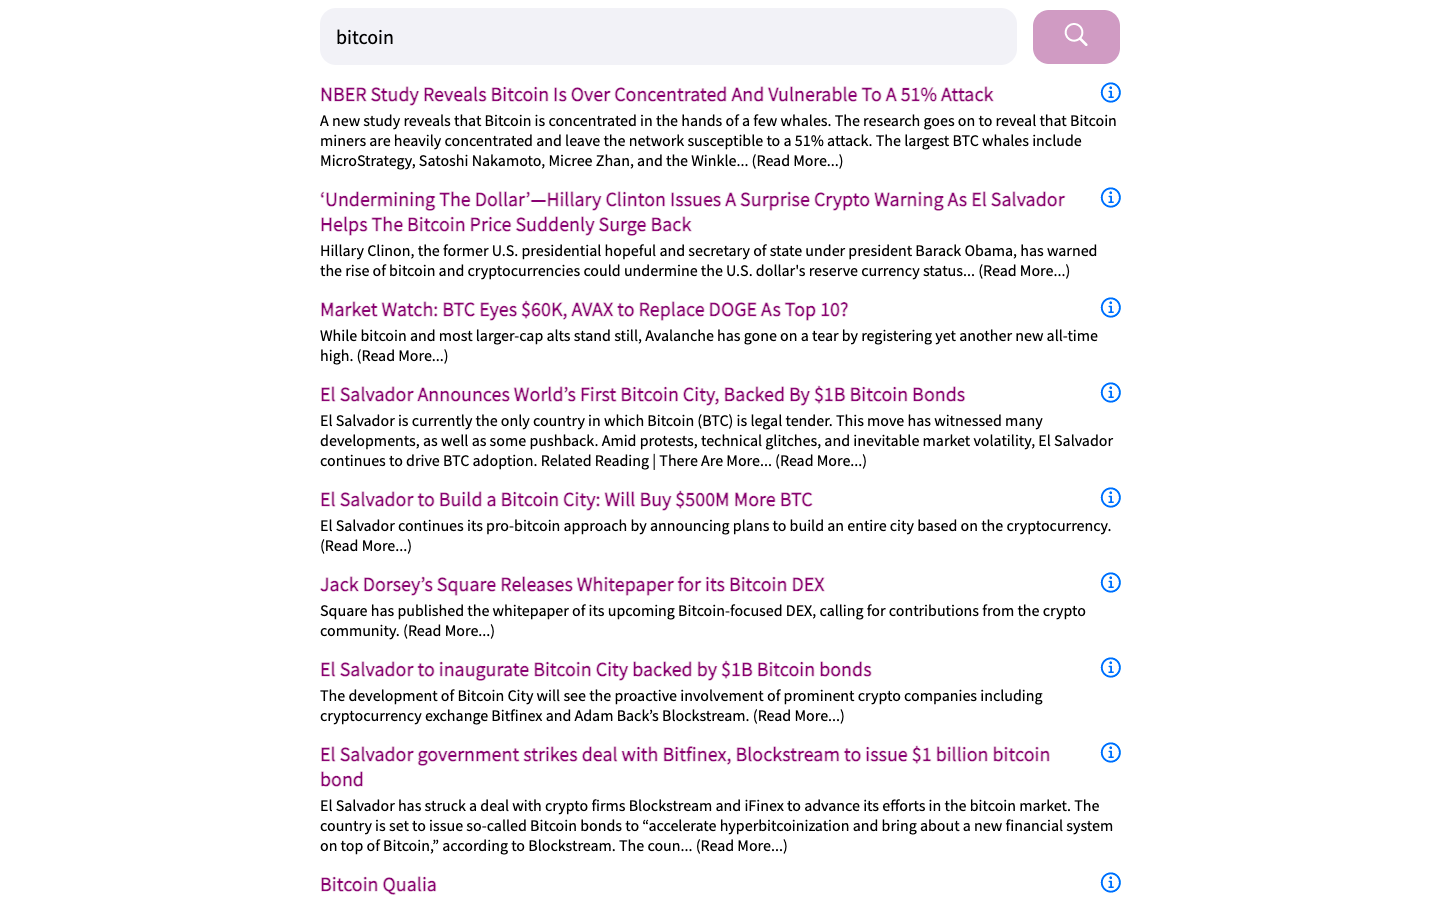 bitcoin
NBER Study Reveals Bitcoin Is Over Concentrated And Vulnerable To A 51% Attack
A new study reveals that Bitcoin is concentrated in the hands of a few whales. The research goes on to reveal that Bitcoin
miners are heavily concentrated and leave the network susceptible to a 51% attack. The largest BTC whales include
MicroStrategy, Satoshi Nakamoto, Micree Zhan, and the Winkle... (Read More...)
‘Undermining The Dollar’—Hillary Clinton Issues A Surprise Crypto Warning As El Salvador
Helps The Bitcoin Price Suddenly Surge Back
Hillary Clinon, the former U.S. presidential hopeful and secretary of state under president Barack Obama, has warned
the rise of bitcoin and cryptocurrencies could undermine the U.S. dollar's reserve currency status... (Read More...)
Market Watch: BTC Eyes $60K, AVAX to Replace DOGE As Top 10?
While bitcoin and most larger-cap alts stand still, Avalanche has gone on a tear by registering yet another new all-time
high. (Read More...)
El Salvador Announces World’s First Bitcoin City, Backed By $1B Bitcoin Bonds
El Salvador is currently the only country in which Bitcoin (BTC) is legal tender. This move has witnessed many
developments, as well as some pushback. Amid protests, technical glitches, and inevitable market volatility, El Salvador
continues to drive BTC adoption. Related Reading | There Are More... (Read More...)
El Salvador to Build a Bitcoin City: Will Buy $500M More BTC
El Salvador continues its pro-bitcoin approach by announcing plans to build an entire city based on the cryptocurrency.
(Read More...)
Jack Dorsey’s Square Releases Whitepaper for its Bitcoin DEX
Square has published the whitepaper of its upcoming Bitcoin-focused DEX, calling for contributions from the crypto
community. (Read More...)
El Salvador to inaugurate Bitcoin City backed by $1B Bitcoin bonds
The development of Bitcoin City will see the proactive involvement of prominent crypto companies including
cryptocurrency exchange Bitfinex and Adam Back’s Blockstream. (Read More...)
El Salvador government strikes deal with Bitfinex, Blockstream to issue $1 billion bitcoin
bond
El Salvador has struck a deal with crypto firms Blockstream and iFinex to advance its efforts in the bitcoin market. The
country is set to issue so-called Bitcoin bonds to “accelerate hyperbitcoinization and bring about a new financial system
on top of Bitcoin,” according to Blockstream. The coun... (Read More...)
Bitcoin Qualia